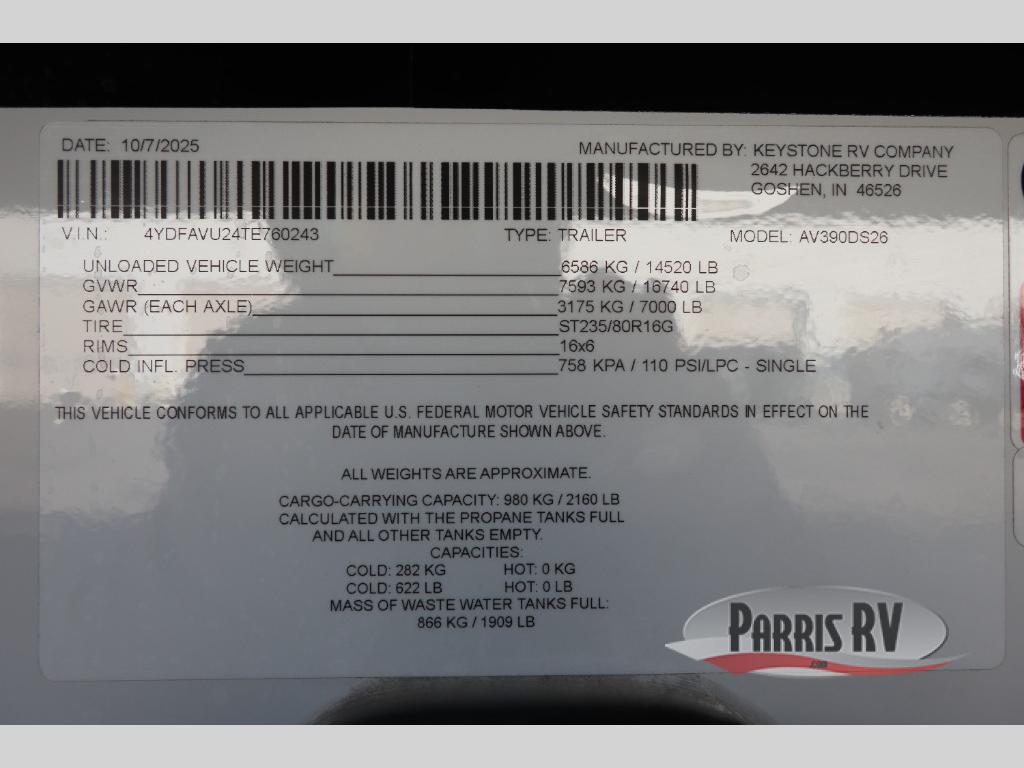 DATE: 10/7/2025
MANUFACTURED BY: KEYSTONE RV COMPANY
2642 HACKBERRY DRIVE
GOSHEN, IN 46526
V.I.N.: 4YDFAVU24TE760243 TYPE: TRAILER MODEL: AV390DS26
UNLOADED VEHICLE WEIGHT 6586 KG / 14520 LB
GVWR 7593 KG / 16740 LB
GAWR (EACH AXLE) 3175 KG / 7000 LB
TIRE ST235/80R16G
RIMS 16x6
COLD INFL. PRESS 758 KPA / 110 PSI/LPC - SINGLE
THIS VEHICLE CONFORMS TO ALL APPLICABLE U.S. FEDERAL MOTOR VEHICLE SAFETY STANDARDS IN EFFECT ON THE
DATE OF MANUFACTURE SHOWN ABOVE.
ALL WEIGHTS ARE APPROXIMATE.
CARGO-CARRYING CAPACITY: 980 KG / 2160 LB
CALCULATED WITH THE PROPANE TANKS FULL
AND ALL OTHER TANKS EMPTY.
CAPACITIES:
COLD: 282 KG HOT: 0 KG
COLD: 622 LB HOT: 0 LB
MASS OF WASTE WATER TANKS FULL:
866 KG / 1909 LB
PARRIS RV
.com